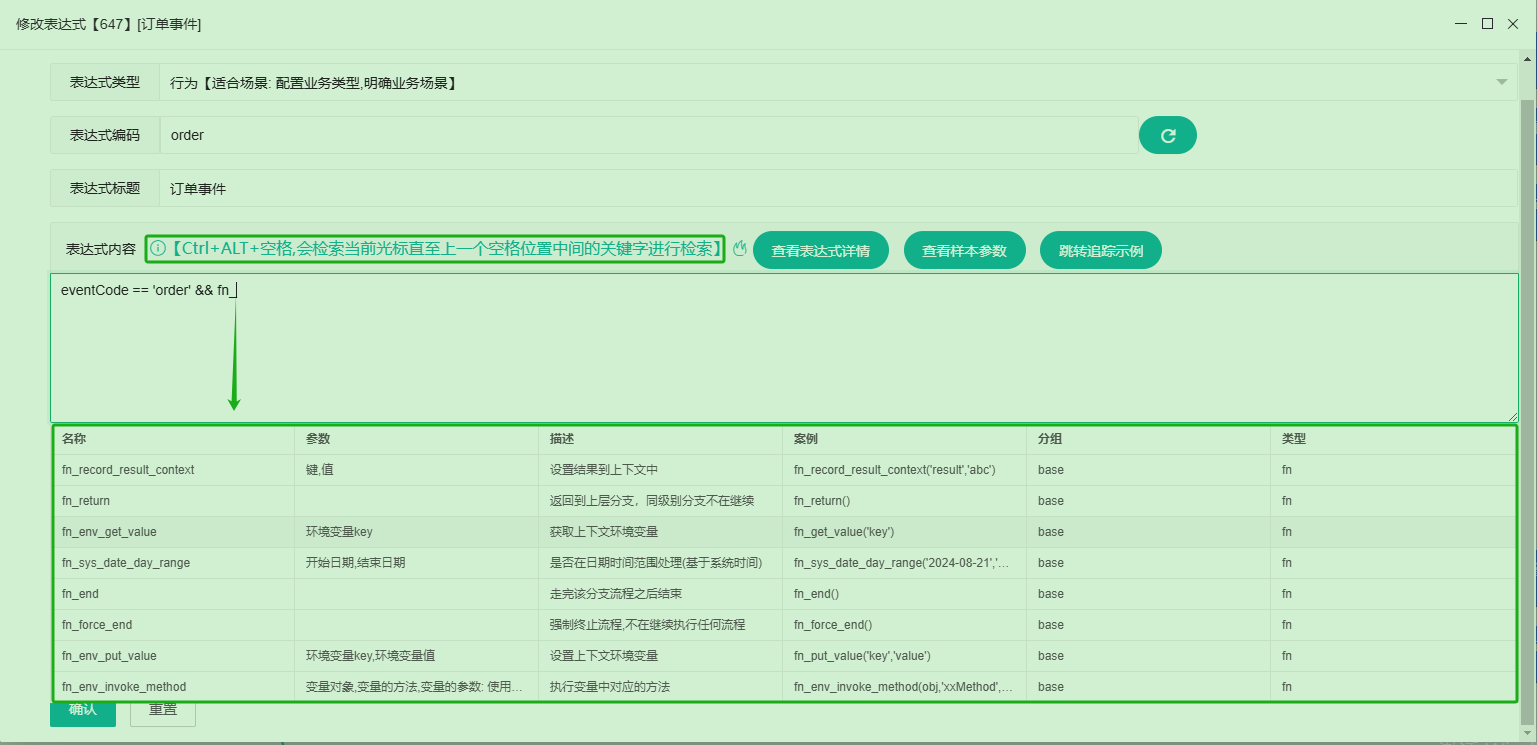 修改表达式【647】[订单事件]
表达式类型 行为【适合场景: 配置业务类型,明确业务场景】
表达式编码 order
表达式标题 订单事件
表达式内容 【Ctrl+ALT+空格,会检索当前光标直至上一个空格位置中间的关键字进行检索】 查看表达式详情 查看样本参数 跳转追踪示例
eventCode == 'order' && fn_
名称 参数 描述 案例 分组 类型
fn_record_result_context 键,值 设置结果到上下文中 fn_record_result_context('result','abc') base fn
fn_return 返回到上层分支，同级别分支不在继续 fn_return() base fn
fn_env_get_value 环境变量key 获取上下文环境变量 fn_get_value('key') base fn
fn_sys_date_day_range 开始日期,结束日期 是否在日期时间范围处理(基于系统时间) fn_sys_date_day_range('2024-08-21','... base fn
fn_end 走完该分支流程之后结束 fn_end() base fn
fn_force_end 强制终止流程,不在继续执行任何流程 fn_force_end() base fn
fn_env_put_value 环境变量key,环境变量值 设置上下文环境变量 fn_put_value('key','value') base fn
fn_env_invoke_method 变量对象,变量的方法,变量的参数: 使用... 执行变量中对应的方法 fn_env_invoke_method(obj,'xxMethod',... base fn
确认 重置